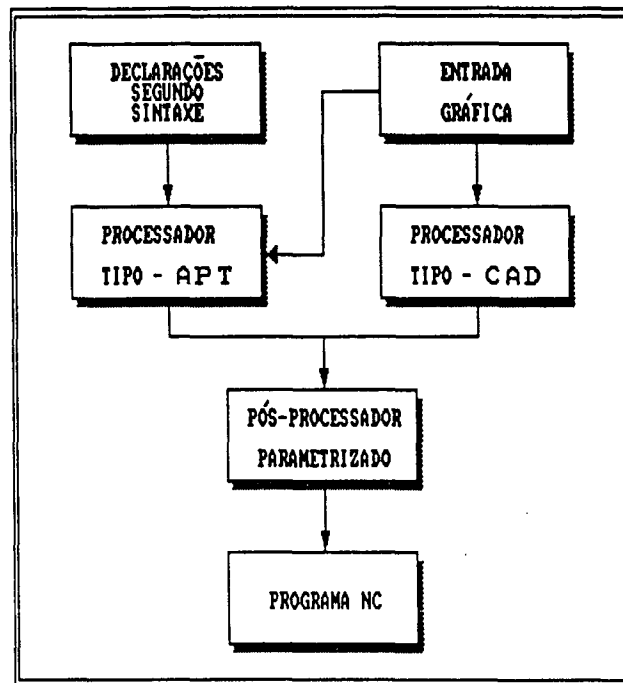 DECLARAÇÕES
SEGUNDO
SINTAXE
ENTRADA
GRÁFICA
PROCESSADOR
TIPO - APT
PROCESSADOR
TIPO - CAD
PÓS-PROCESSADOR
PARAMETRIZADO
PROGRAMA NC